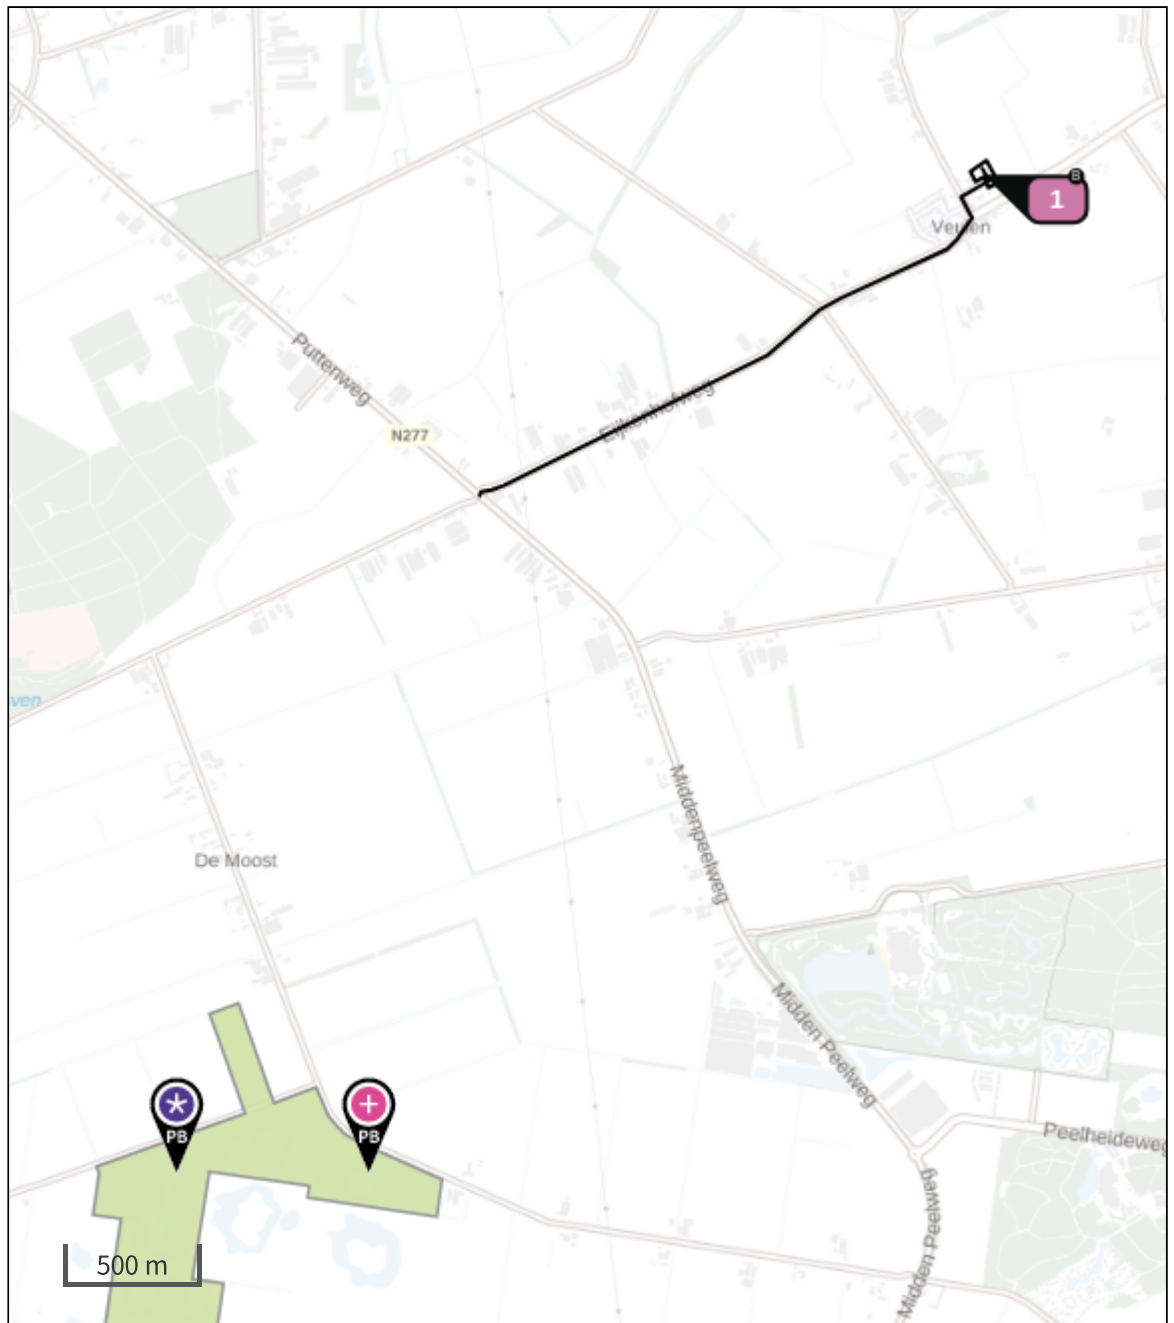 B
1
Veulen
Puttenweg
Eijkenhofweg
N277
ven
Middenpeelweg
De Moost
Midden Peelweg
PB
PB
Peelheideweg
Midden Peelweg
500 m